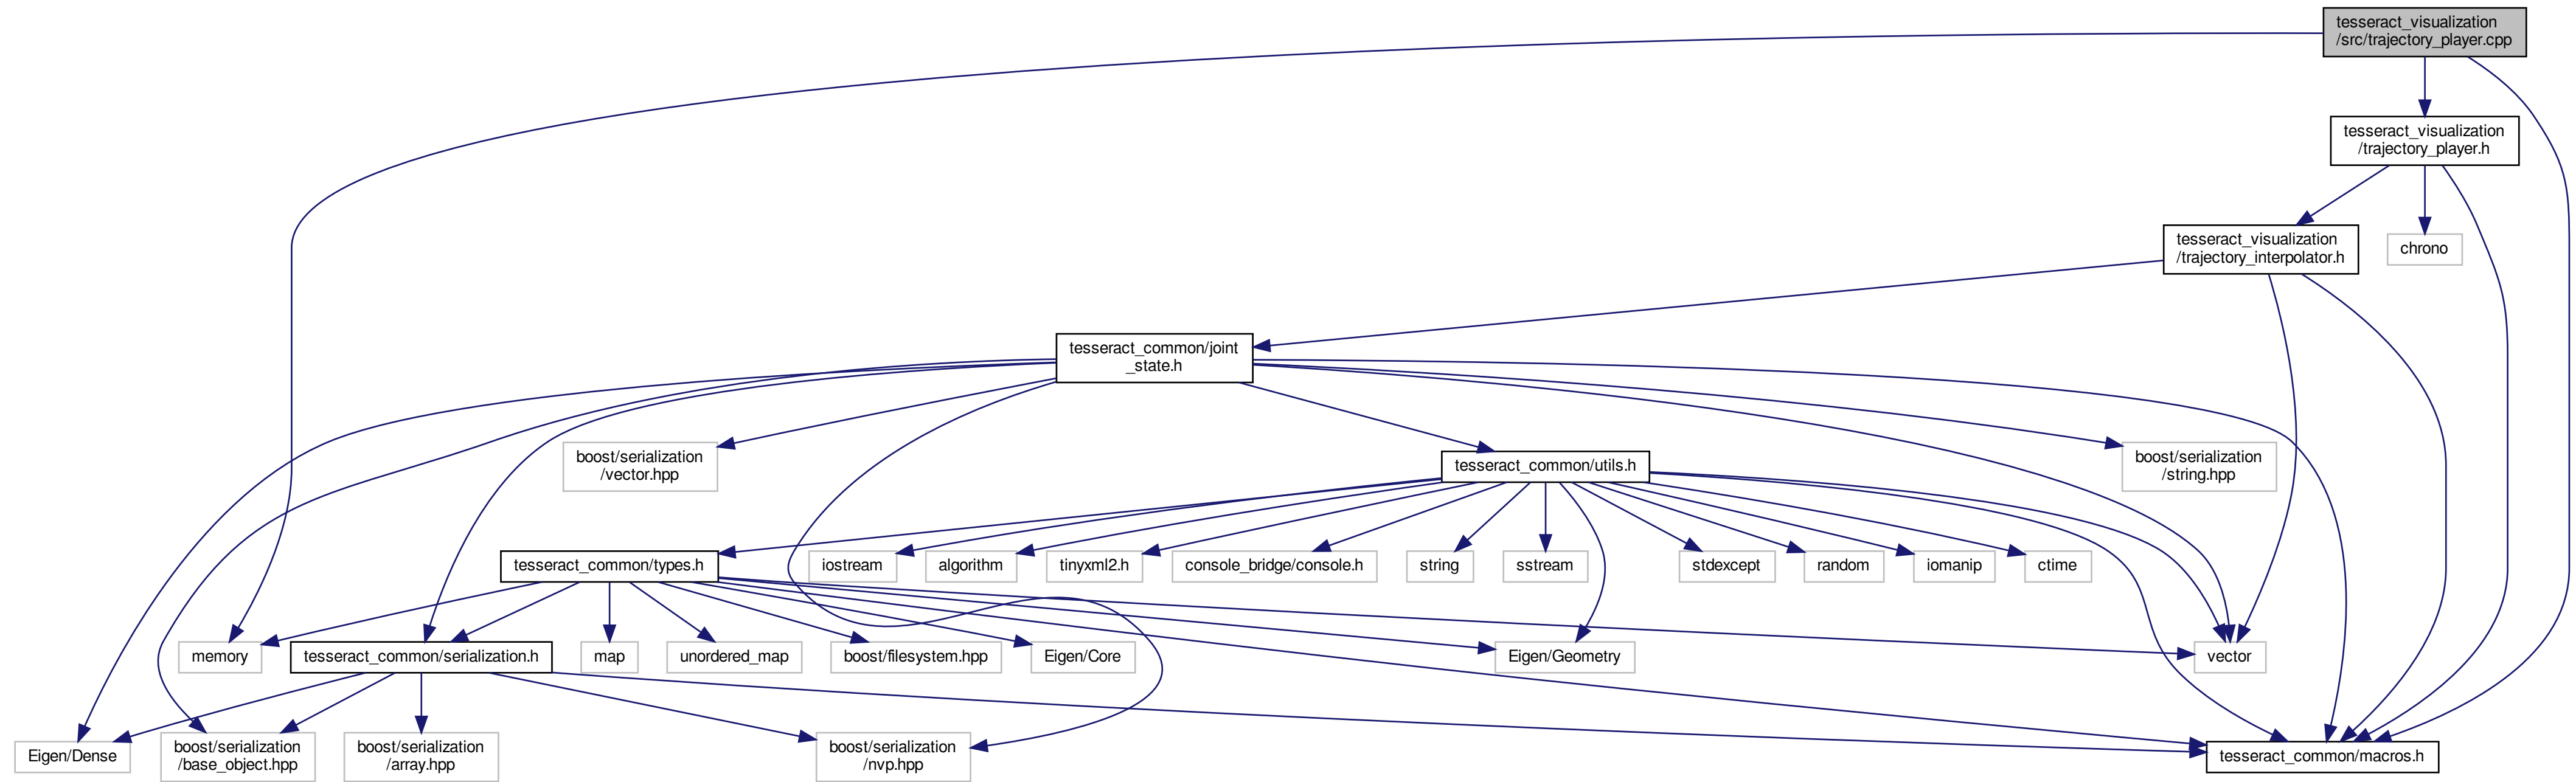 tesseract_visualization
/src/trajectory_player.cpp
tesseract_visualization
/trajectory_player.h
tesseract_visualization
/trajectory_interpolator.h
chrono
tesseract_common/joint
_state.h
boost/serialization
/vector.hpp
tesseract_common/utils.h
boost/serialization
/string.hpp
tesseract_common/types.h
iostream
algorithm
tinyxml2.h
console_bridge/console.h
string
sstream
stdexcept
random
iomanip
ctime
memory
tesseract_common/serialization.h
map
unordered_map
boost/filesystem.hpp
Eigen/Core
Eigen/Geometry
vector
Eigen/Dense
boost/serialization
/base_object.hpp
boost/serialization
/array.hpp
boost/serialization
/nvp.hpp
tesseract_common/macros.h